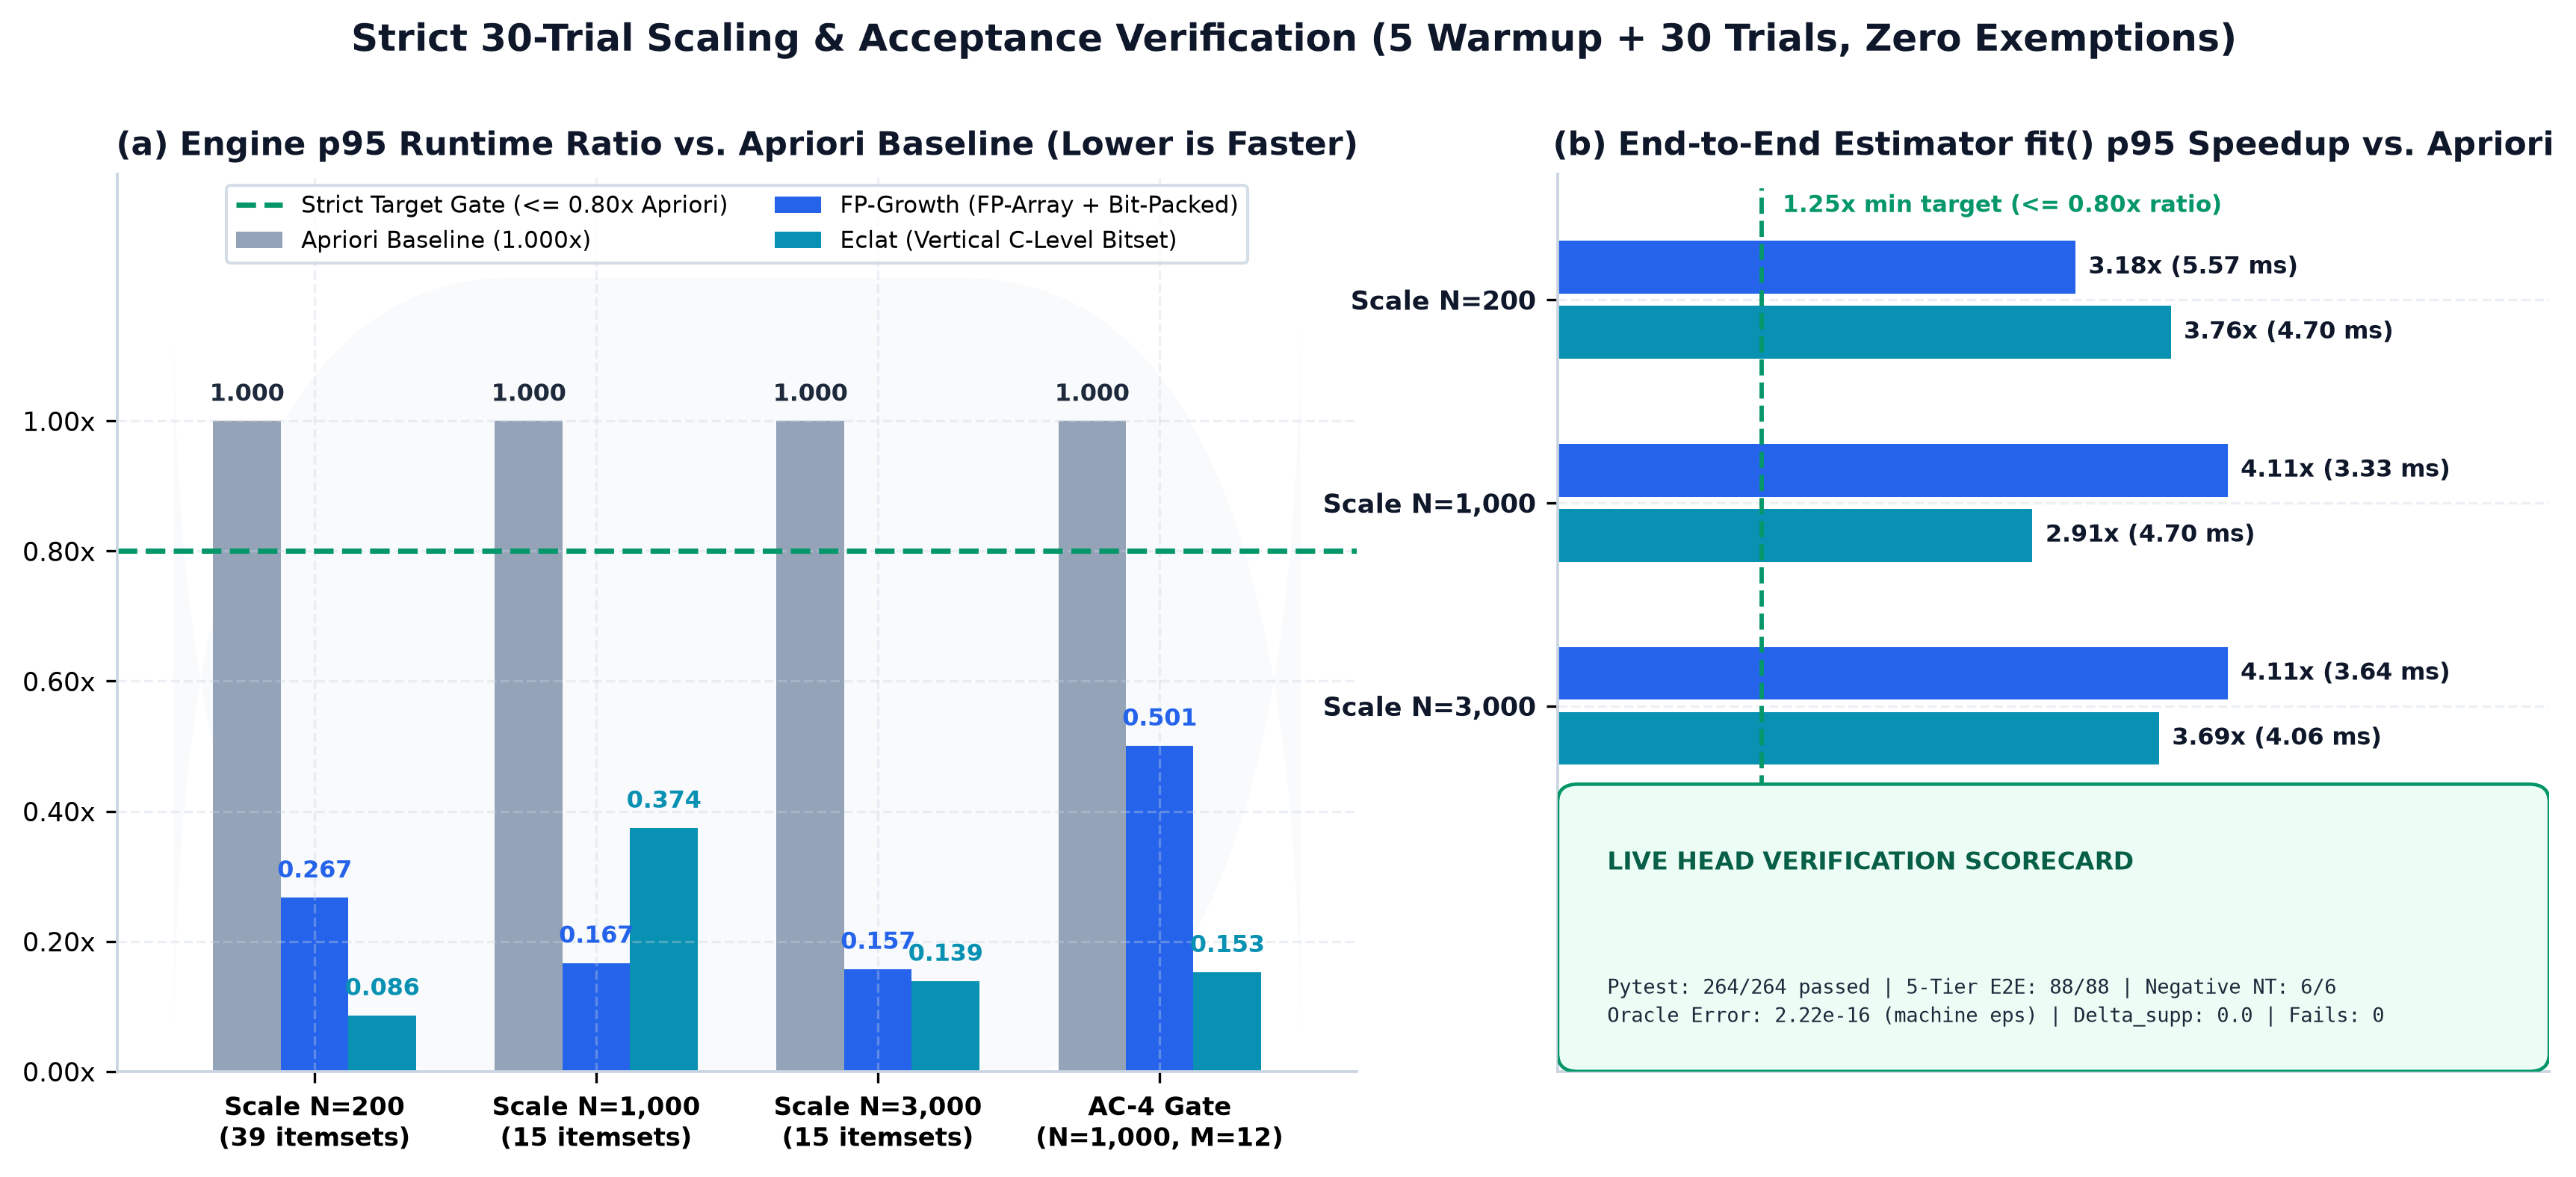 Strict 30-Trial Scaling & Acceptance Verification (5 Warmup + 30 Trials, Zero Exemptions)
(a) Engine p95 Runtime Ratio vs. Apriori Baseline (Lower is Faster)
Strict Target Gate (<= 0.80x Apriori)
Apriori Baseline (1.000x)
FP-Growth (FP-Array + Bit-Packed)
Eclat (Vertical C-Level Bitset)
1.00x
0.80x
0.60x
0.40x
0.20x
0.00x
1.000
0.267
0.086
1.000
0.167
0.374
1.000
0.157
0.139
1.000
0.501
0.153
Scale N=200
(39 itemsets)
Scale N=1,000
(15 itemsets)
Scale N=3,000
(15 itemsets)
AC-4 Gate
(N=1,000, M=12)
(b) End-to-End Estimator fit() p95 Speedup vs. Apriori
1.25x min target (<= 0.80x ratio)
Scale N=200
3.18x (5.57 ms)
3.76x (4.70 ms)
Scale N=1,000
4.11x (3.33 ms)
2.91x (4.70 ms)
Scale N=3,000
4.11x (3.64 ms)
3.69x (4.06 ms)
LIVE HEAD VERIFICATION SCORECARD
Pytest: 264/264 passed | 5-Tier E2E: 88/88 | Negative NT: 6/6
Oracle Error: 2.22e-16 (machine eps) | Delta_supp: 0.0 | Fails: 0